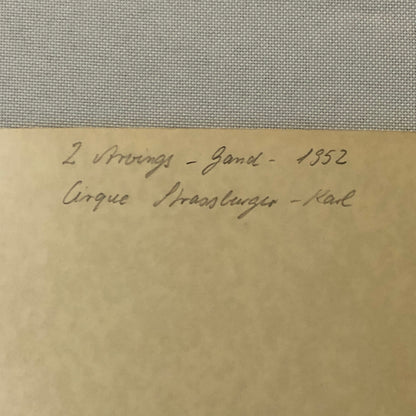 2 Arvings - Gand - 1952
Cirque Strassburger - Karl